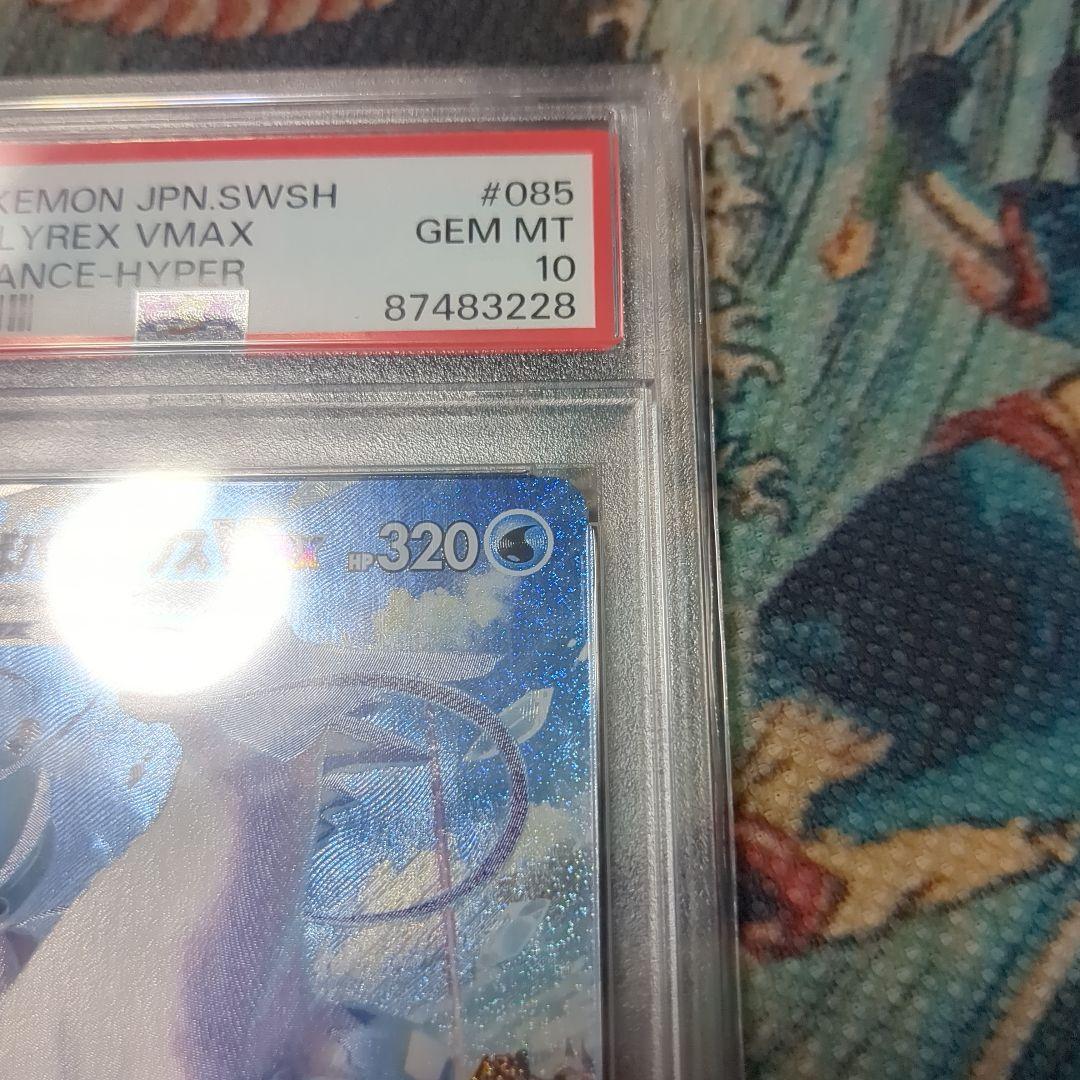 KEMON JPN.SWSH #085
LYREX VMAX GEM MT
ANCE-HYPER 10
87483228
HP320